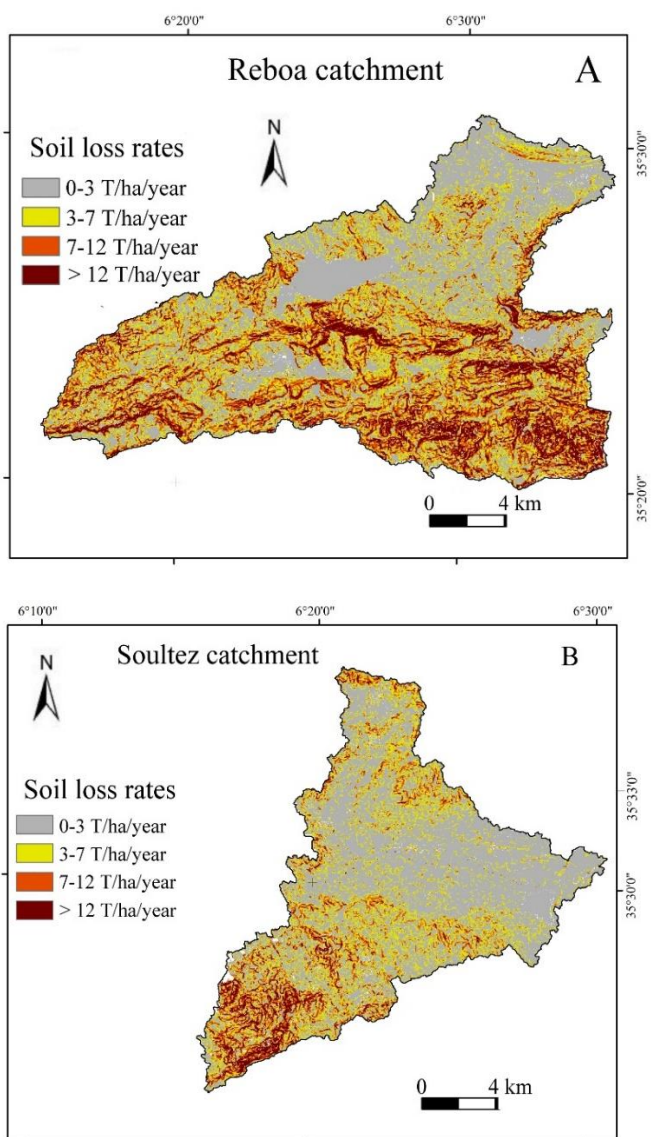 6°20'0"
6°30'0"
Reboa catchment
A
N
Soil loss rates
0-3 T/ha/year
3-7 T/ha/year
7-12 T/ha/year
> 12 T/ha/year
35°30'0"
35°20'0"
0 4 km
6°10'0"
6°20'0"
6°30'0"
Soultez catchment
B
N
Soil loss rates
0-3 T/ha/year
3-7 T/ha/year
7-12 T/ha/year
> 12 T/ha/year
35°33'0"
35°30'0"
0 4 km